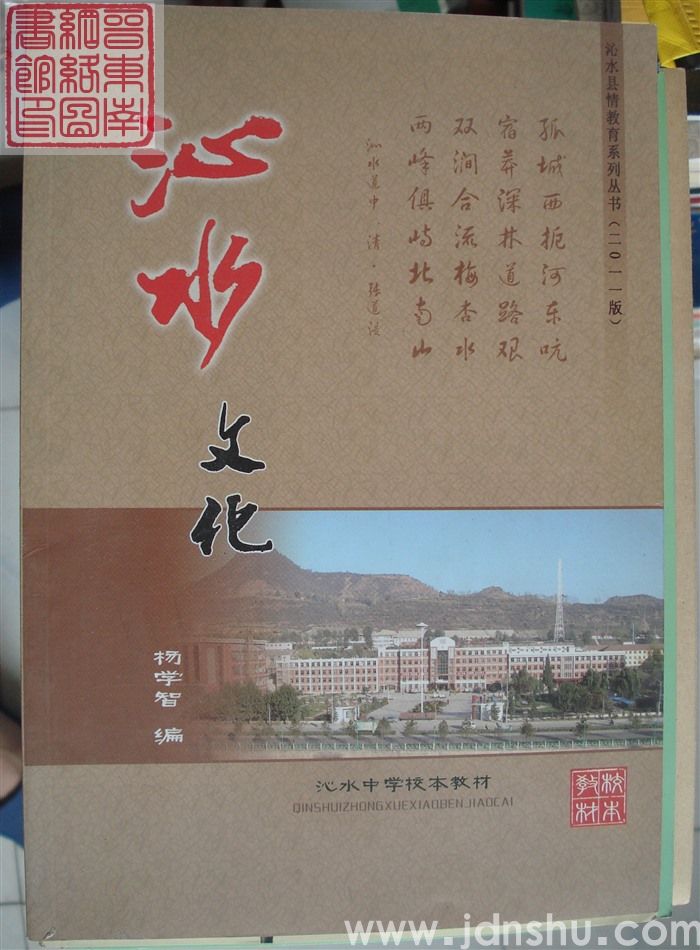 晋东南
网络图
书馆印
沁水县情教育系列丛书（二〇一一版）
孤城西扼河东吭
宿莽深林道路艰
双涧合流梅杏水
两峰俱峙北南山
沁水道中 清·张道湜
沁水
文化
杨学智 编
沁水中学校本教材
QINSHUIZHONGXUEXIAOBENJIAOCAI
校本
教材
www.jdnshu.com